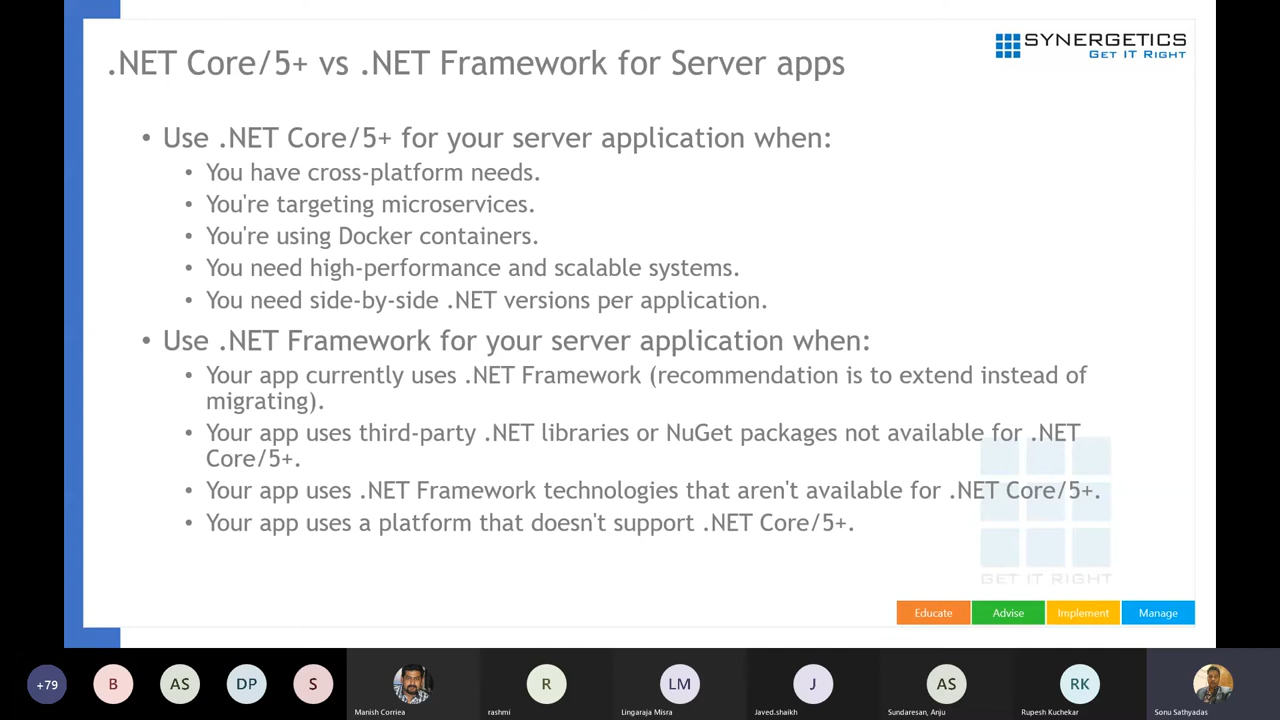 .NET Core/5+ vs .NET Framework for Server apps
SYNERGETICS
GET IT RIGHT
• Use .NET Core/5+ for your server application when:
• You have cross-platform needs.
• You're targeting microservices.
• You're using Docker containers.
• You need high-performance and scalable systems.
• You need side-by-side .NET versions per application.
• Use .NET Framework for your server application when:
• Your app currently uses .NET Framework (recommendation is to extend instead of
migrating).
• Your app uses third-party .NET libraries or NuGet packages not available for .NET
Core/5+.
• Your app uses .NET Framework technologies that aren't available for .NET Core/5+.
• Your app uses a platform that doesn't support .NET Core/5+.
GET IT RIGHT
Educate Advise Implement Manage
+79 B AS DP S R LM J AS RK
Manish Corriea rashmi Lingaraja Misra Javed.shaikh Sundaresan, Anju Rupesh Kuchekar Sonu Sathyadas